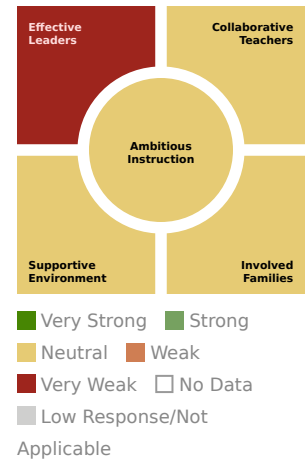 Effective
Leaders
Collaborative
Teachers
Ambitious
Instruction
Supportive
Environment
Involved
Families
Very Strong Strong
Neutral Weak
Very Weak No Data
Low Response/Not
Applicable